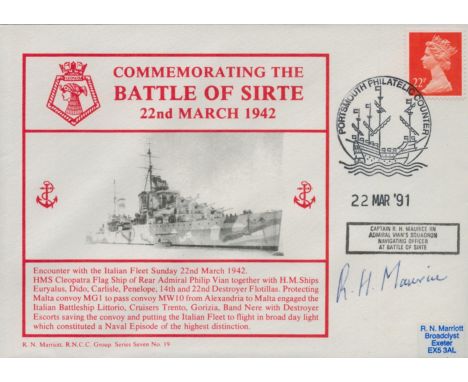 COMMEMORATING THE
BATTLE OF SIRTE
22nd MARCH 1942
Encounter with the Italian Fleet Sunday 22nd March 1942.
HMS Cleopatra Flag Ship of Rear Admiral Philip Vian together with H.M. Ships
Euryalus, Dido, Carlisle, Penelope, 14th and 22nd Destroyer Flotillas. Protecting
Malta convoy MG1 to pass convoy MW10 from Alexandria to Malta engaged the
Italian Battleship Littorio, Cruisers Trento, Gorizia, Band Nere with Destroyer
Escorts saving the convoy and putting the Italian Fleet to flight in broad day light
which constituted a Naval Episode of the highest distinction.
R. N. Marriott, R.N.C.C. Group. Series Seven No. 19
22P
PORTSMOUTH PHILATELIC COUNTER
22 MAR '91
CAPTAIN R. H. MAURICE RN
ADMIRAL VIAN'S SQUADRON
NAVIGATING OFFICER
AT BATTLE OF SIRTE
R. H. Maurice
R. N. Marriott
Broadclyst
Exeter
EX5 3AL